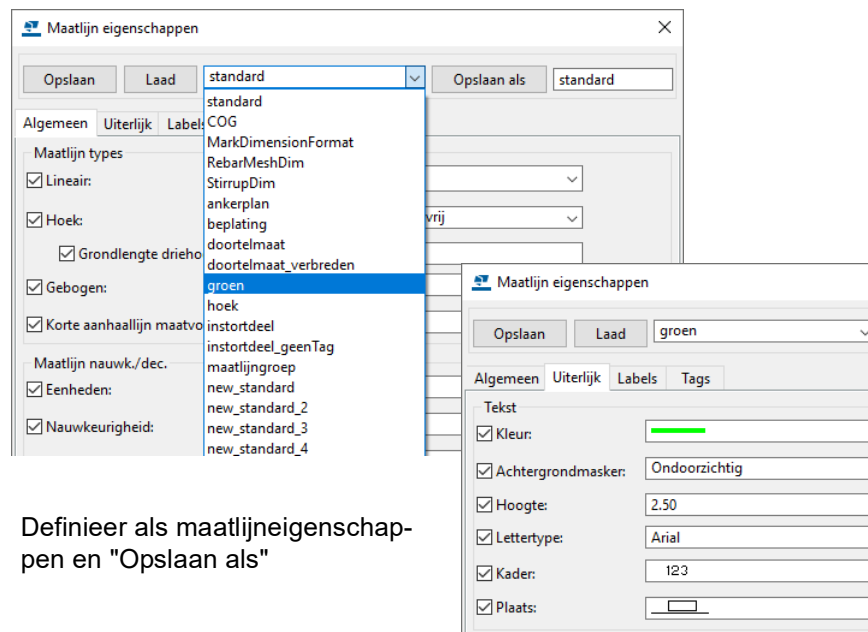 Maatlijn eigenschappen
Opslaan Laad standard Opslaan als standard
Algemeen Uiterlijk Labels
standard
COG
MarkDimensionFormat
RebarMeshDim
StirrupDim
ankerplan
beplating
doortelmaat
doortelmaat_verbreden
groen
hoek
instortdeel
instortdeel_geenTag
maatlijngroep
new_standard
new_standard_2
new_standard_3
new_standard_4
Maatlijn types
Lineair:
Hoek: vrij
Grondlengte drieho
Gebogen:
Korte aanhaallijn maatvo
Maatlijn nauwk./dec.
Eenheden:
Nauwkeurigheid:
Maatlijn eigenschappen
Opslaan Laad groen
Algemeen Uiterlijk Labels Tags
Tekst
Kleur:
Achtergrondmasker: Ondoorzichtig
Hoogte: 2.50
Lettertype: Arial
Kader: 123
Plaats:
Definieer als maatlijneigenschap-
pen en "Opslaan als"